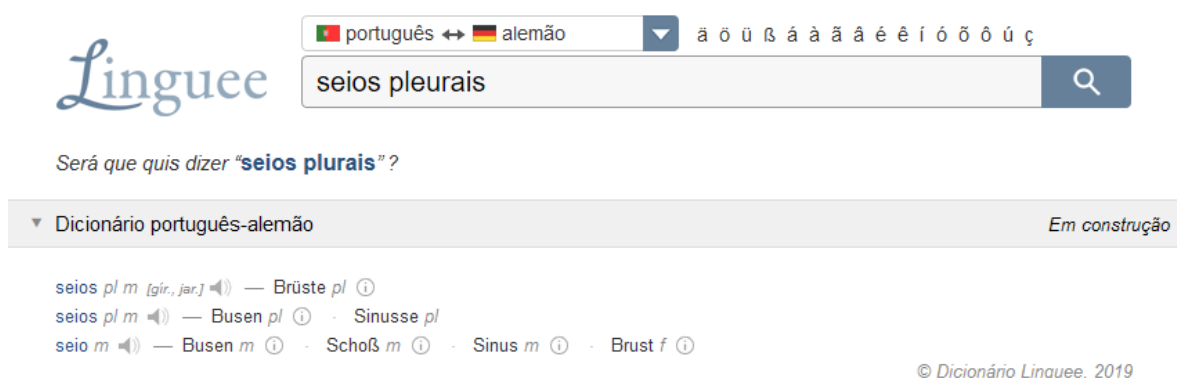 português ↔ alemão ä ö ü ß á à ã â é ê í ó õ ô ú ç
Linguee
seios pleurais
Será que quis dizer “seios plurais” ?
Dicionário português-alemão Em construção
seios pl m [gír., jar.] — Brüste pl
seios pl m — Busen pl · Sinusse pl
seio m — Busen m · Schoß m · Sinus m · Brust f
© Dicionário Linguee, 2019